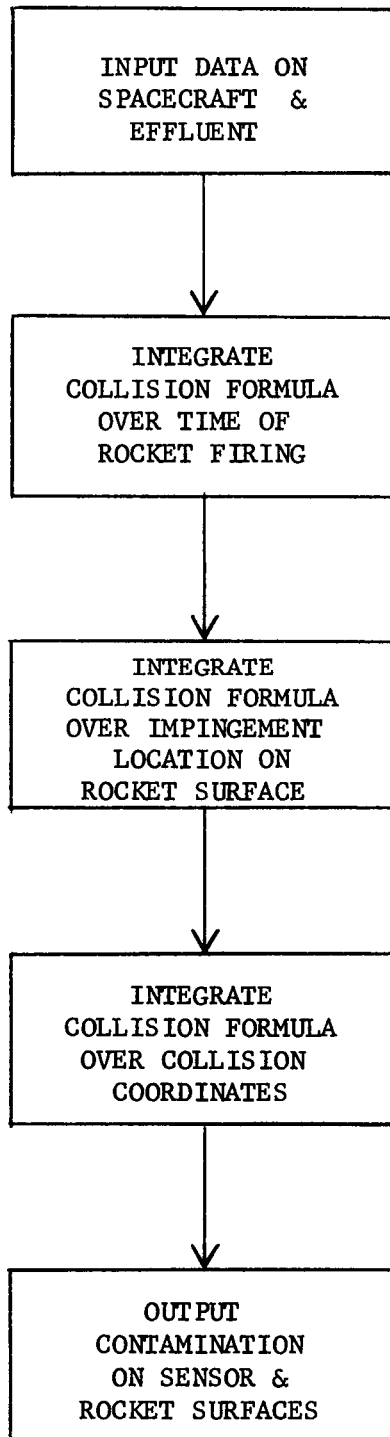 INPUT DATA ON
SPACECRAFT &
EFFLUENT
INTEGRATE
COLLISION FORMULA
OVER TIME OF
ROCKET FIRING
INTEGRATE
COLLISION FORMULA
OVER IMPINGEMENT
LOCATION ON
ROCKET SURFACE
INTEGRATE
COLLISION FORMULA
OVER COLLISION
COORDINATES
OUTPUT
CONTAMINATION
ON SENSOR &
ROCKET SURFACES